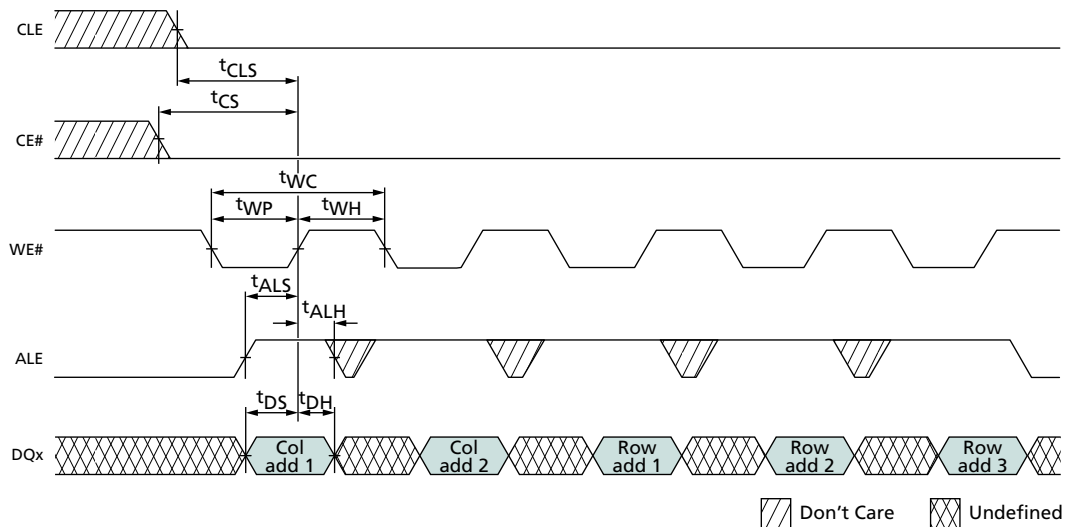 CLE
tCLS
tCS
CE#
tWC
tWP tWH
WE#
tALS
tALH
ALE
tDS tDH
DQx
Col add 1
Col add 2
Row add 1
Row add 2
Row add 3
Don't Care
Undefined